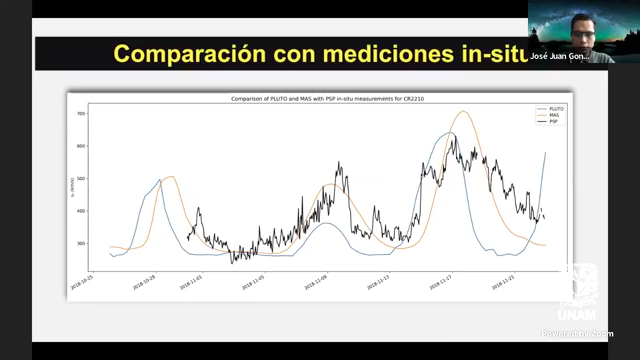 Comparación con mediciones in-situ
José Juan Gon...
Comparison of PLUTO and MAS with PSP in-situ measurements for CR2210
PLUTO
MAS
PSP
700
600
500
400
300
2018-10-25
2018-10-29
2018-11-01
2018-11-05
2018-11-09
2018-11-13
2018-11-17
2018-11-21
UNAM
Powered by Zoom